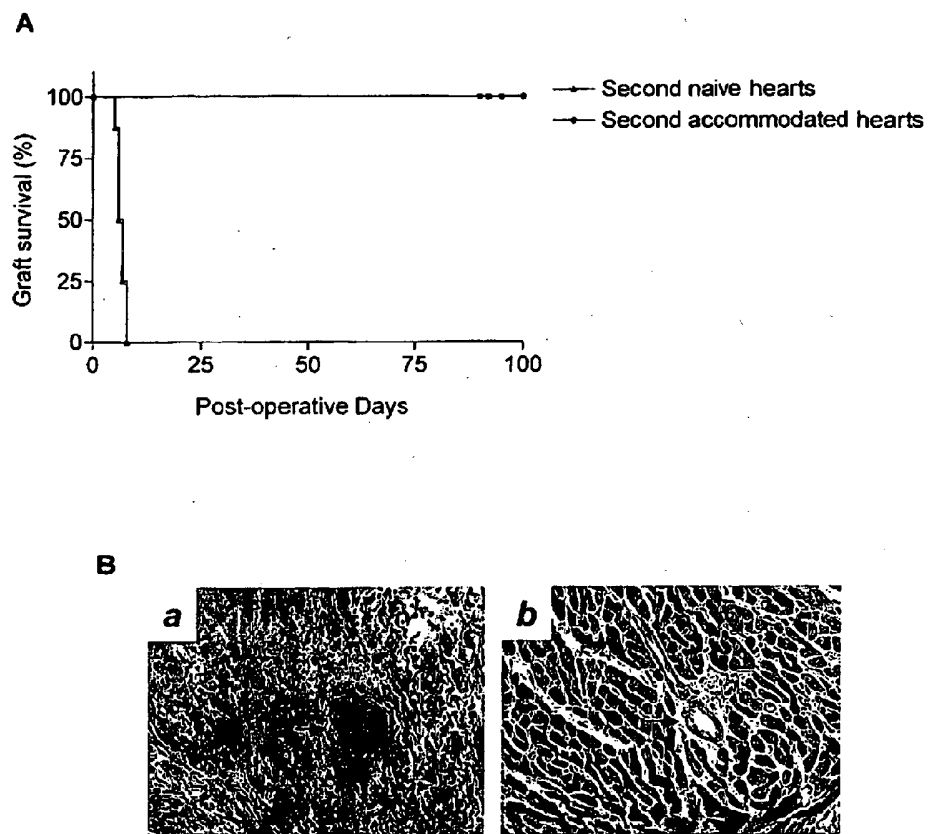 A
Second naive hearts
Second accommodated hearts
Graft survival (%)
100
75
50
25
0
0 25 50 75 100
Post-operative Days
B
a
b